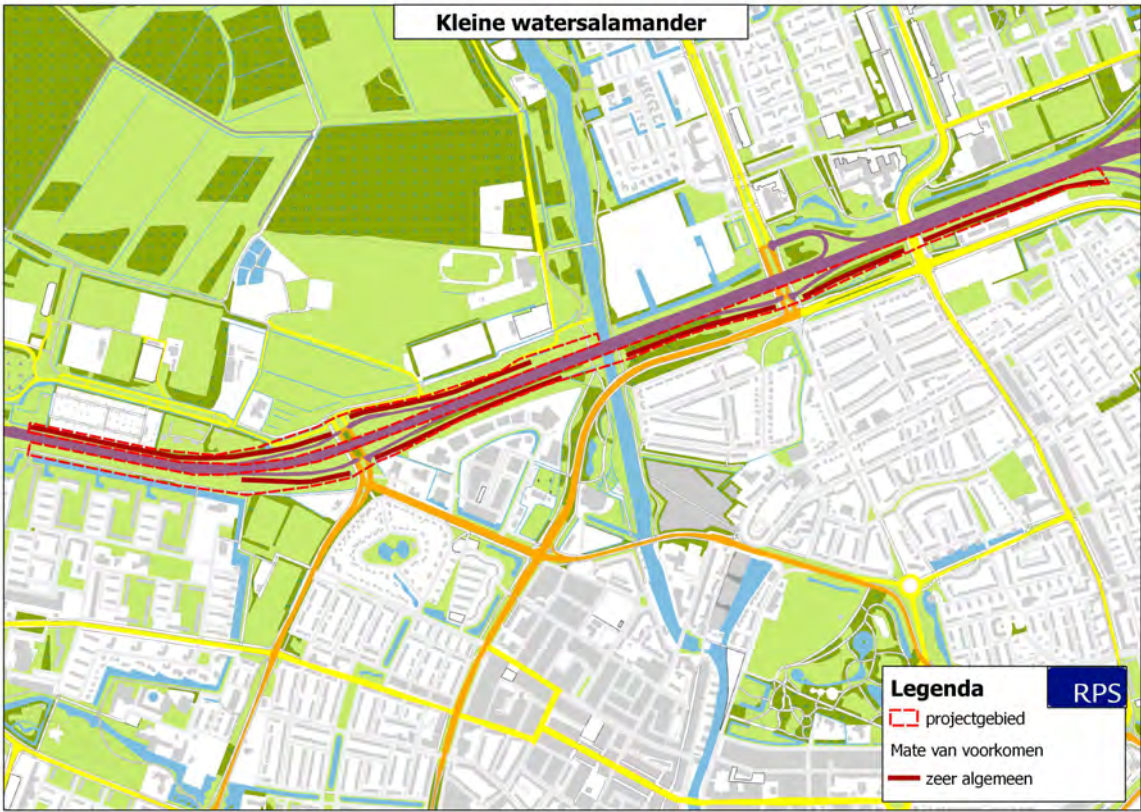 Kleine watersalamander
Legenda
RPS
projectgebied
Mate van voorkomen
zeer algemeen